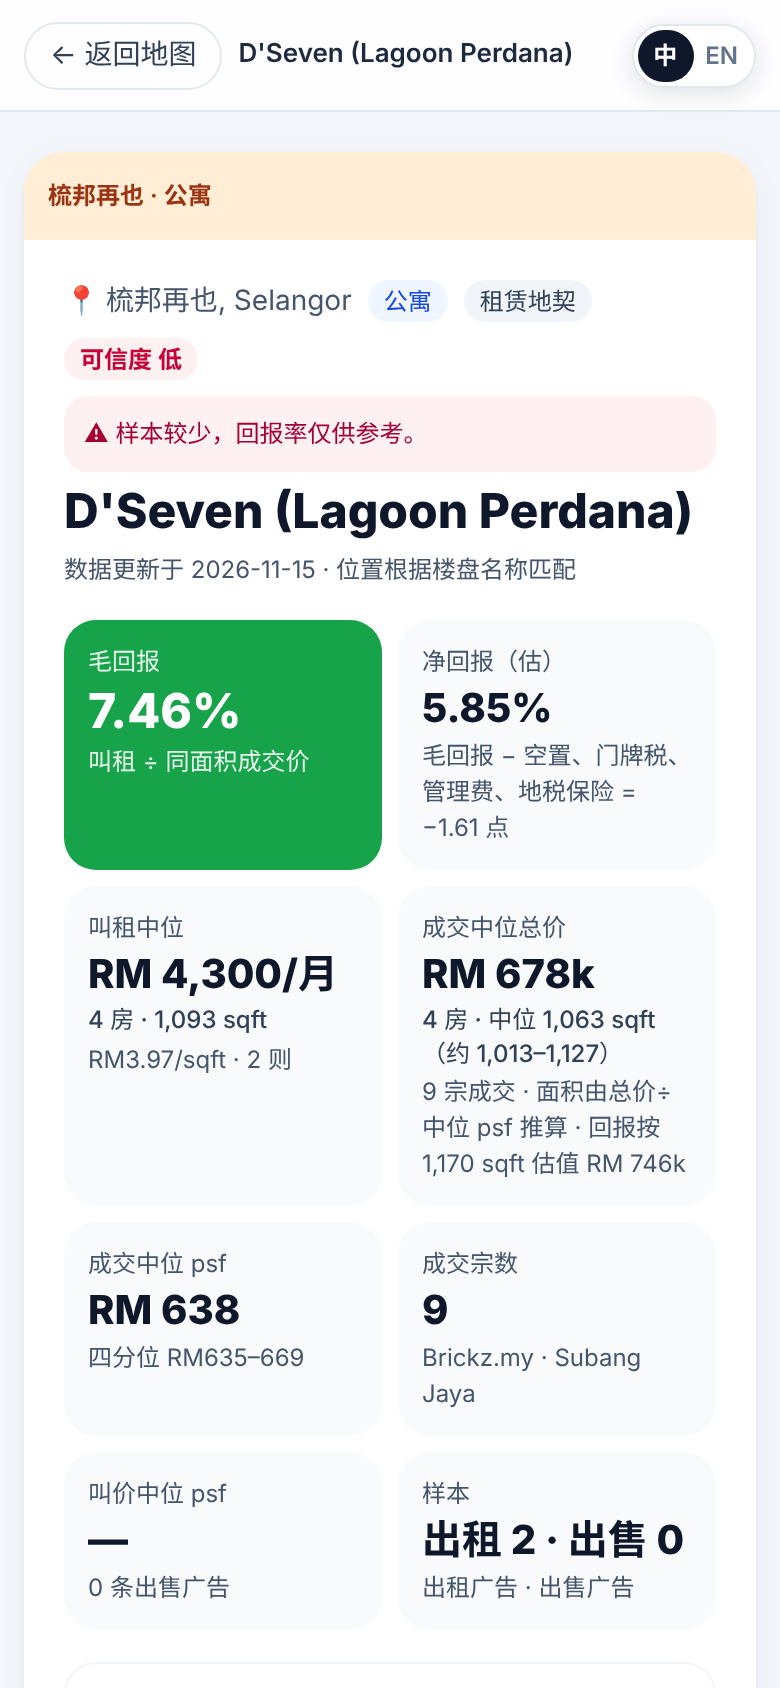 ← 返回地图
D'Seven (Lagoon Perdana)
中 EN
梳邦再也 · 公寓
📍 梳邦再也, Selangor 公寓 租赁地契
可信度 低
⚠ 样本较少，回报率仅供参考。
D'Seven (Lagoon Perdana)
数据更新于 2026-11-15 · 位置根据楼盘名称匹配
毛回报
7.46%
叫租 ÷ 同面积成交价
净回报（估）
5.85%
毛回报 − 空置、门牌税、
管理费、地税保险 =
−1.61 点
叫租中位
RM 4,300/月
4 房 · 1,093 sqft
RM3.97/sqft · 2 则
成交中位总价
RM 678k
4 房 · 中位 1,063 sqft
（约 1,013–1,127）
9 宗成交 · 面积由总价÷
中位 psf 推算 · 回报按
1,170 sqft 估值 RM 746k
成交中位 psf
RM 638
四分位 RM635–669
成交宗数
9
Brickz.my · Subang
Jaya
叫价中位 psf
—
0 条出售广告
样本
出租 2 · 出售 0
出租广告 · 出售广告